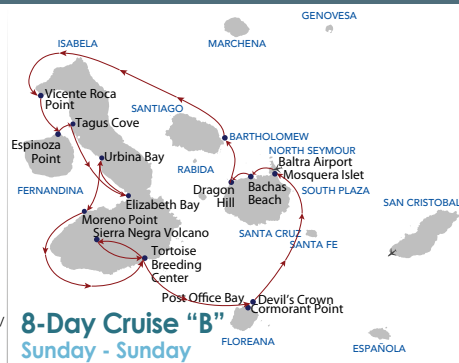 GENOVESA
ISABELA
MARCHENA
Vicente Roca
Point
SANTIAGO
Tagus Cove
Espinoza
Point
BARTHOLOMEW
NORTH SEYMOUR
Baltra Airport
Urbina Bay
RABIDA
Mosquera Islet
FERNANDINA
Elizabeth Bay
Dragon
Hill
Bachas
Beach
SOUTH PLAZA
SAN CRISTOBAL
Moreno Point
Sierra Negra Volcano
SANTA CRUZ
SANTA FE
Tortoise
Breeding
Center
Post Office Bay
Devil's Crown
Cormorant Point
8-Day Cruise “B”
Sunday - Sunday
FLOREANA
ESPAÑOLA